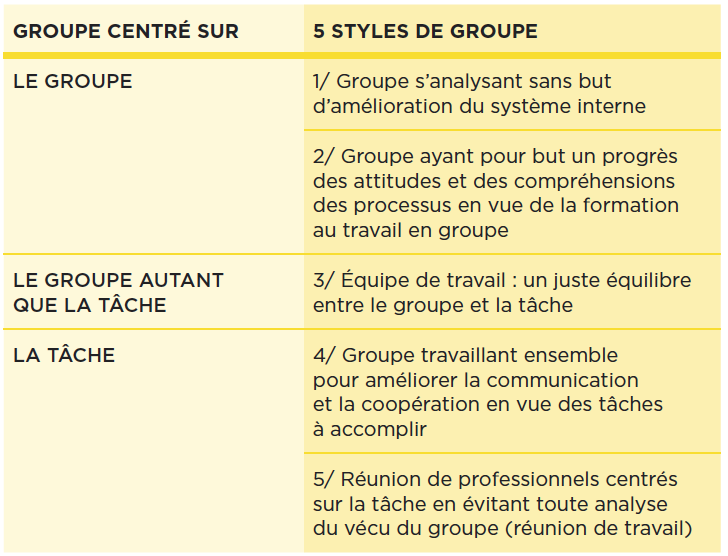 GROUPE CENTRÉ SUR
5 STYLES DE GROUPE
LE GROUPE
1/ Groupe s’analysant sans but
d’amélioration du système interne
2/ Groupe ayant pour but un progrès
des attitudes et des compréhensions
des processus en vue de la formation
au travail en groupe
LE GROUPE AUTANT
QUE LA TÂCHE
3/ Équipe de travail : un juste équilibre
entre le groupe et la tâche
LA TÂCHE
4/ Groupe travaillant ensemble
pour améliorer la communication
et la coopération en vue des tâches
à accomplir
5/ Réunion de professionnels centrés
sur la tâche en évitant toute analyse
du vécu du groupe (réunion de travail)